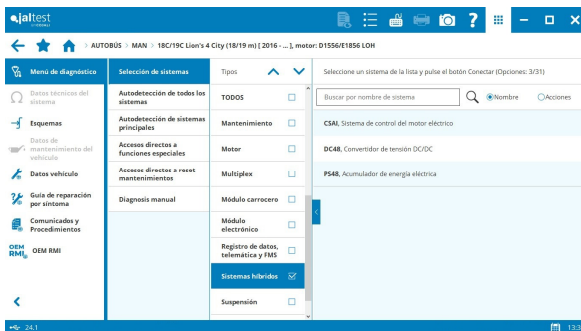 jaltest
AUTOBÚS > MAN > 18C/19C Lion's 4 City (18/19 m) [ 2016 - ... ], motor: D1556/E1856 LOH
Menú de diagnóstico
Datos técnicos del
sistema
Esquemas
Datos de
mantenimiento del
vehículo
Datos vehículo
Guía de reparación
por síntoma
Comunicados y
Procedimientos
OEM
RMI
OEM RMI
Selección de sistemas
Autodetección de todos los
sistemas
Autodetección de sistemas
principales
Accesos directos a
funciones especiales
Accesos directos a reset
mantenimientos
Diagnosis manual
Tipos
TODOS
Mantenimiento
Motor
Multiplex
Módulo carrocero
Módulo
electrónico
Registro de datos,
telemática y FMS
Sistemas híbridos
Suspensión
Seleccione un sistema de la lista y pulse el botón Conectar (Opciones:
3/31)
Buscar por nombre de sistema
Nombre
Acciones
CSAI, Sistema de control del motor eléctrico
DC48, Convertidor de tensión DC/DC
PS48, Acumulador de energía eléctrica
24.1